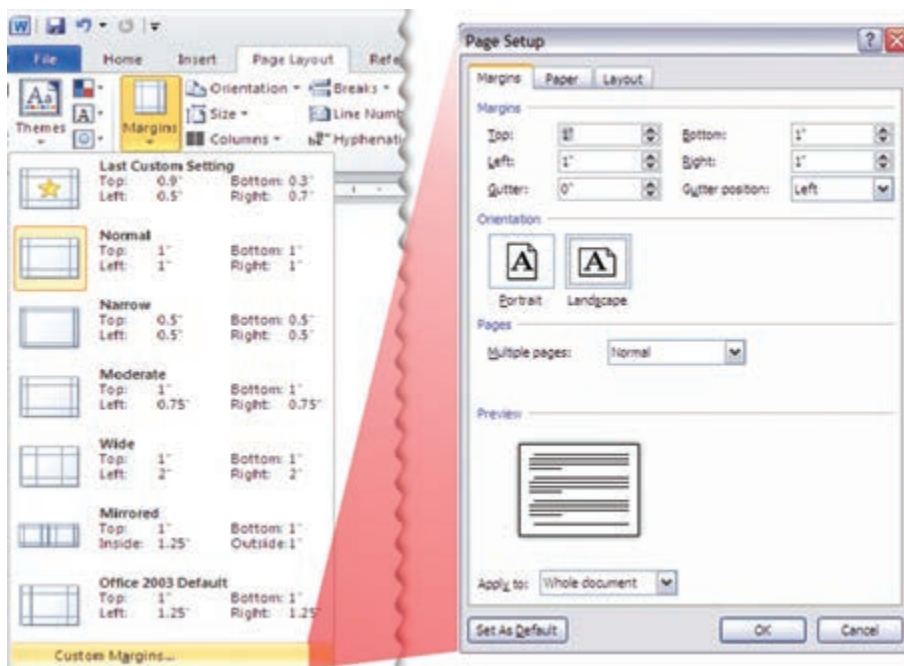 File Home Insert Page Layout Refe
Themes
Margins
Orientation
Size
Columns
Breaks
Line Numb
Hyphenati
Last Custom Setting
Top: 0.9" Bottom: 0.3"
Left: 0.5" Right: 0.7"
Normal
Top: 1" Bottom: 1"
Left: 1" Right: 1"
Narrow
Top: 0.5" Bottom: 0.5"
Left: 0.5" Right: 0.5"
Moderate
Top: 1" Bottom: 1"
Left: 0.75" Right: 0.75"
Wide
Top: 1" Bottom: 1"
Left: 2" Right: 2"
Mirrored
Top: 1" Bottom: 1"
Inside: 1.25" Outside: 1"
Office 2003 Default
Top: 1" Bottom: 1"
Left: 1.25" Right: 1.25"
Custom Margins...
Page Setup
Margins Paper Layout
Margins
Top: 1" Bottom: 1"
Left: 1" Right: 1"
Gutter: 0" Gutter position: Left
Orientation
Portrait Landscape
Pages
Multiple pages: Normal
Preview
Apply to: Whole document
Set As Default OK Cancel